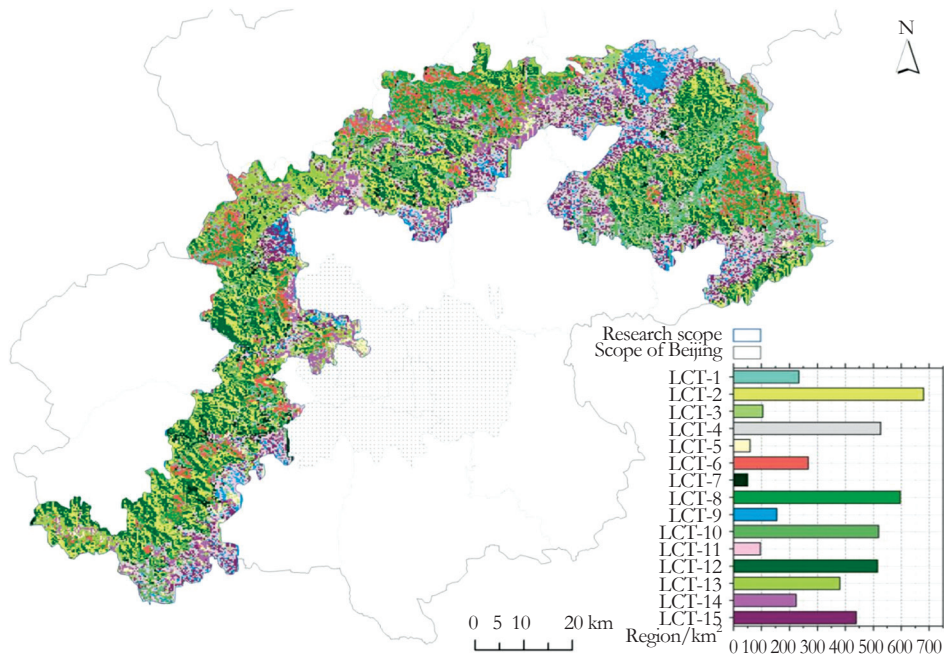 N
Research scope
Scope of Beijing
LCT-1
LCT-2
LCT-3
LCT-4
LCT-5
LCT-6
LCT-7
LCT-8
LCT-9
LCT-10
LCT-11
LCT-12
LCT-13
LCT-14
LCT-15
Region/km²
0 100 200 300 400 500 600 700
0 5 10 20 km